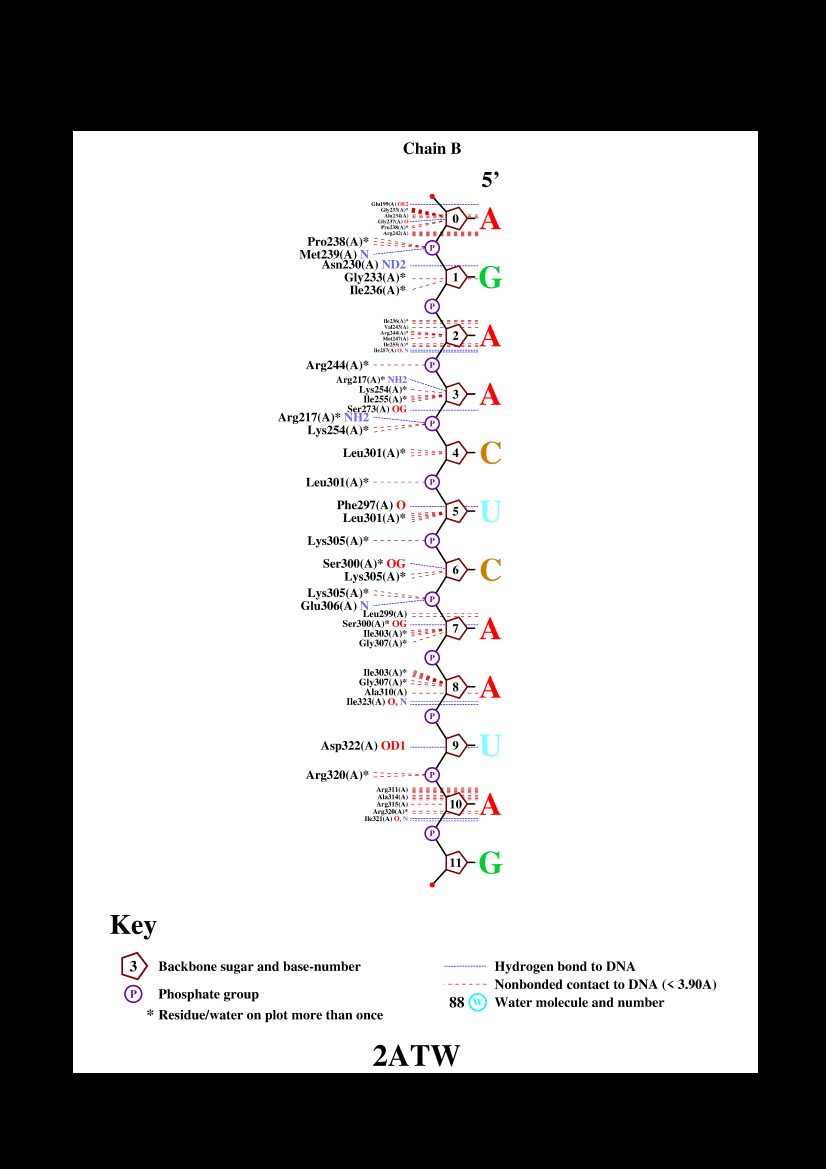 Chain B
5’
Glu199(A) OE2
Gly233(A)*
Ala234(A)
Gly237(A) O
Pro238(A)*
Arg242(A)
0 A
Pro238(A)*
P
Met239(A) N
Asn230(A) ND2
Gly233(A)*
1 G
Ile236(A)*
P
Ile236(A)*
Val243(A)
Arg244(A)*
2 A
Met247(A)
Ile255(A)*
Ile257(A) O, N
Arg244(A)*
P
Arg217(A)* NH2
Lys254(A)*
3 A
Ile255(A)*
Ser273(A) OG
Arg217(A)* NH2
P
Lys254(A)*
Leu301(A)*
4 C
Leu301(A)*
P
Phe297(A) O
5 U
Leu301(A)*
Lys305(A)*
P
Ser300(A)* OG
6 C
Lys305(A)*
Lys305(A)*
P
Glu306(A) N
Leu299(A)
Ser300(A)* OG
7 A
Ile303(A)*
Gly307(A)*
P
Ile303(A)*
Gly307(A)*
8 A
Ala310(A)
Ile323(A) O, N
P
Asp322(A) OD1
9 U
Arg320(A)*
P
Arg311(A)
Ala314(A)
Arg315(A)
10 A
Arg320(A)*
Ile321(A) O, N
P
11 G
Key
3 Backbone sugar and base-number
P Phosphate group
* Residue/water on plot more than once
Hydrogen bond to DNA
Nonbonded contact to DNA (< 3.90A)
88 W Water molecule and number
2ATW